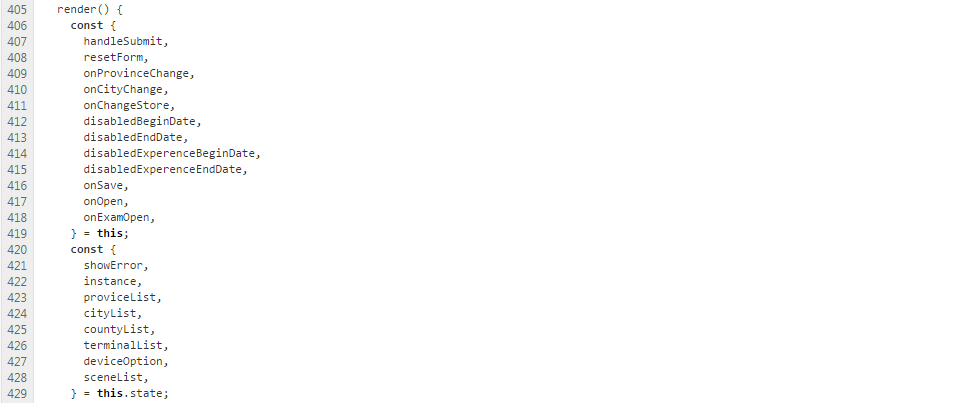 405 render() {
406 const {
407 handleSubmit,
408 resetForm,
409 onProvinceChange,
410 onCityChange,
411 onChangeStore,
412 disabledBeginDate,
413 disabledEndDate,
414 disabledExperenceBeginDate,
415 disabledExperenceEndDate,
416 onSave,
417 onOpen,
418 onExamOpen,
419 } = this;
420 const {
421 showError,
422 instance,
423 proviceList,
424 cityList,
425 countyList,
426 terminalList,
427 deviceOption,
428 sceneList,
429 } = this.state;